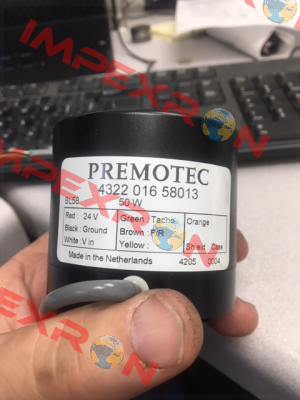 IMPEXRON
PREMOTEC
4322 016 58013
BL58 50 W
Red : 24 V Green : Tacho Orange :
Black : Ground Brown : F/R
White : V in Yellow : Shield : Case
Made in the Netherlands 4205 0004
IMPEXRON
IMPEXRON